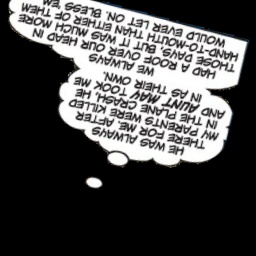 HE WAS ALWAYS
THERE FOR ME. AFTER
MY PARENTS WERE KILLED
IN THE PLANE CRASH, HE
AND AUNT MAY TOOK ME
IN AS THEIR OWN.
WE ALWAYS
HAD A ROOF OVER OUR HEAD IN
THOSE DAYS, BUT IT WAS MUCH MORE
HAND-TO-MOUTH THAN EITHER OF THEM
WOULD EVER LET ON, BLESS 'EM